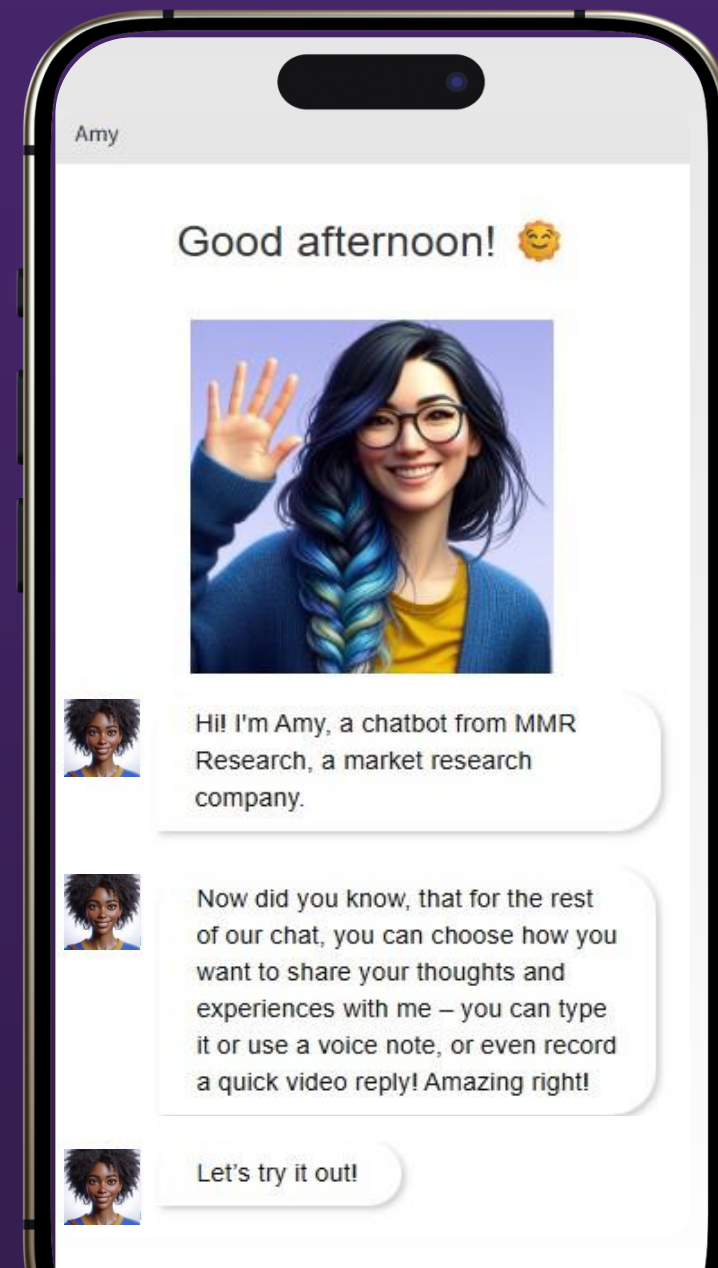 Amy
Good afternoon! 🌞
Hi! I'm Amy, a chatbot from MMR
Research, a market research
company.
Now did you know, that for the rest
of our chat, you can choose how you
want to share your thoughts and
experiences with me – you can type
it or use a voice note, or even record
a quick video reply! Amazing right!
Let’s try it out!